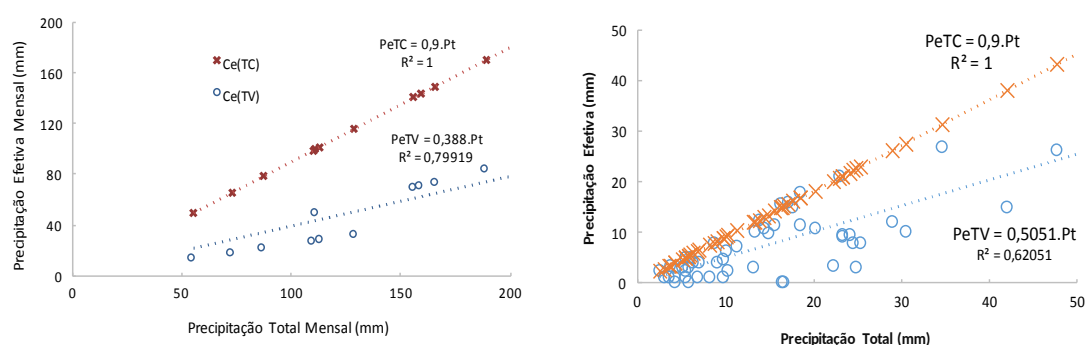 Precipitação Efetiva Mensal (mm)
200
160
120
80
40
0
0
50
100
150
200
Precipitação Total Mensal (mm)
Ce(TC)
Ce(TV)
PeTC = 0,9.Pt
R² = 1
PeTV = 0,388.Pt
R² = 0,79919
Precipitação Efetiva (mm)
50
40
30
20
10
0
0
10
20
30
40
50
Precipitação Total (mm)
PeTC = 0,9.Pt
R² = 1
PeTV = 0,5051.Pt
R² = 0,62051